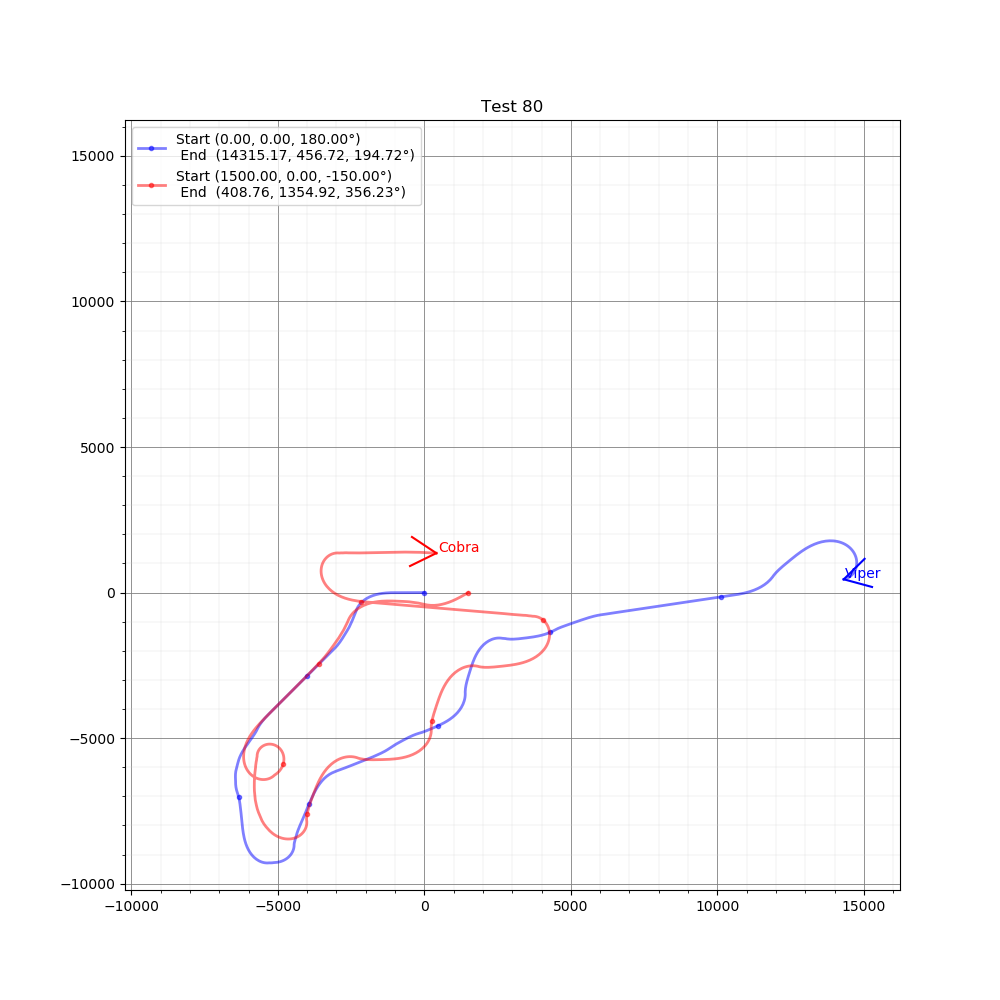 Test 80
Start (0.00, 0.00, 180.00°)
End  (14315.17, 456.72, 194.72°)
Start (1500.00, 0.00, -150.00°)
End  (408.76, 1354.92, 356.23°)
15000
10000
5000
0
−5000
−10000
Cobra
Viper
−10000
−5000
0
5000
10000
15000